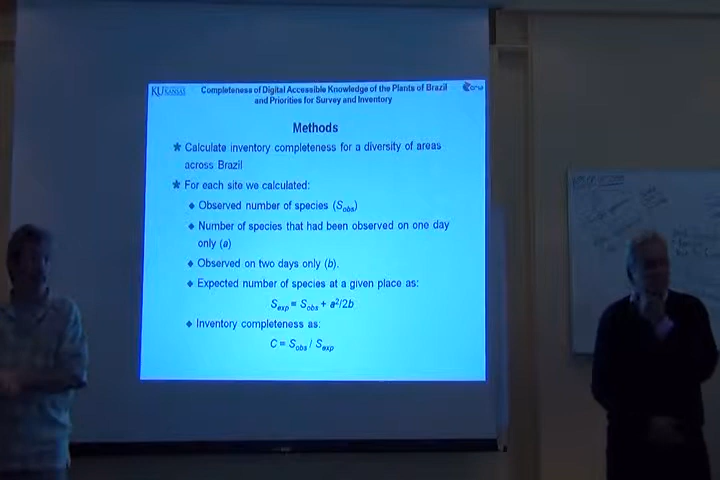 KU KANSAS
Completeness of Digital Accessible Knowledge of the Plants of Brazil
and Priorities for Survey and Inventory
Methods
Calculate inventory completeness for a diversity of areas
across Brazil
For each site we calculated:
Observed number of species (Sobs)
Number of species that had been observed on one day
only (a)
Observed on two days only (b).
Expected number of species at a given place as:
Sexp = Sobs + a²/2b
Inventory completeness as:
C = Sobs / Sexp